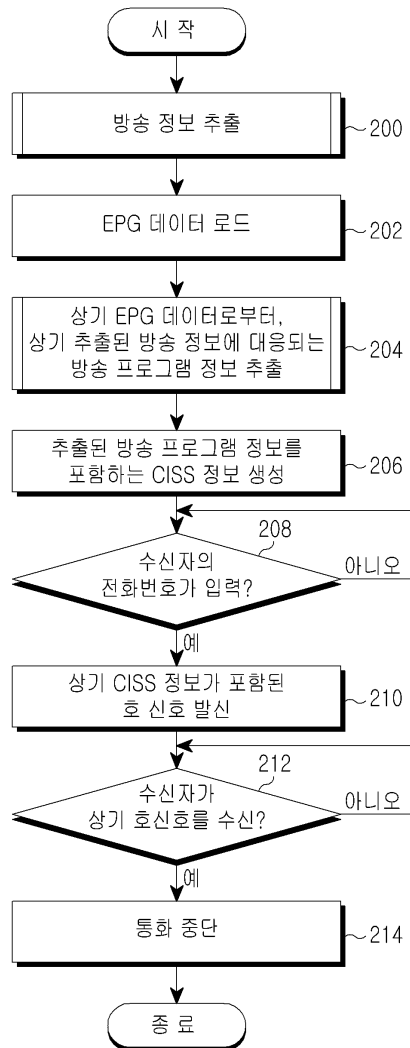 시 작
방송 정보 추출
200
EPG 데이터 로드
202
상기 EPG 데이터로부터,
상기 추출된 방송 정보에 대응되는
방송 프로그램 정보 추출
204
추출된 방송 프로그램 정보를
포함하는 CISS 정보 생성
206
208
수신자의
전화번호가 입력?
아니오
예
상기 CISS 정보가 포함된
호 신호 발신
210
212
수신자가
상기 호신호를 수신?
아니오
예
통화 중단
214
종 료